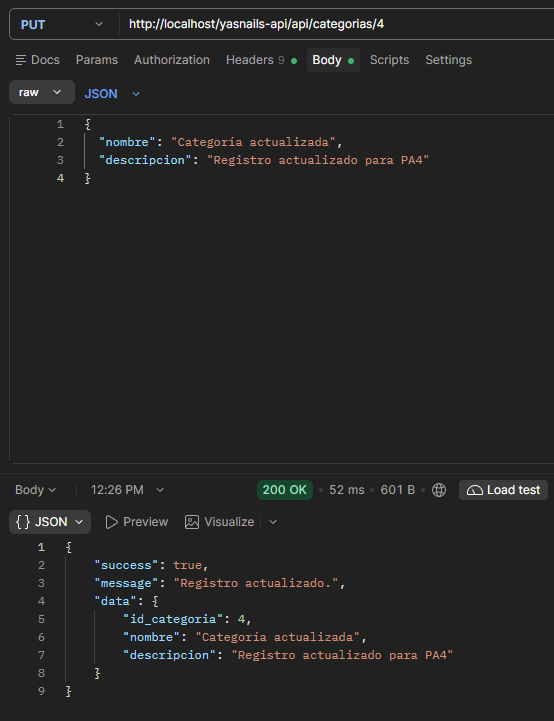 PUT http://localhost/yasnails-api/api/categorias/4
Docs Params Authorization Headers 9 Body Scripts Settings
raw JSON
1 {
2 "nombre": "Categoría actualizada",
3 "descripcion": "Registro actualizado para PA4"
4 }
Body 12:26 PM 200 OK 52 ms 601 B Load test
{} JSON Preview Visualize
1 {
2 "success": true,
3 "message": "Registro actualizado.",
4 "data": {
5 "id_categoria": 4,
6 "nombre": "Categoría actualizada",
7 "descripcion": "Registro actualizado para PA4"
8 }
9 }